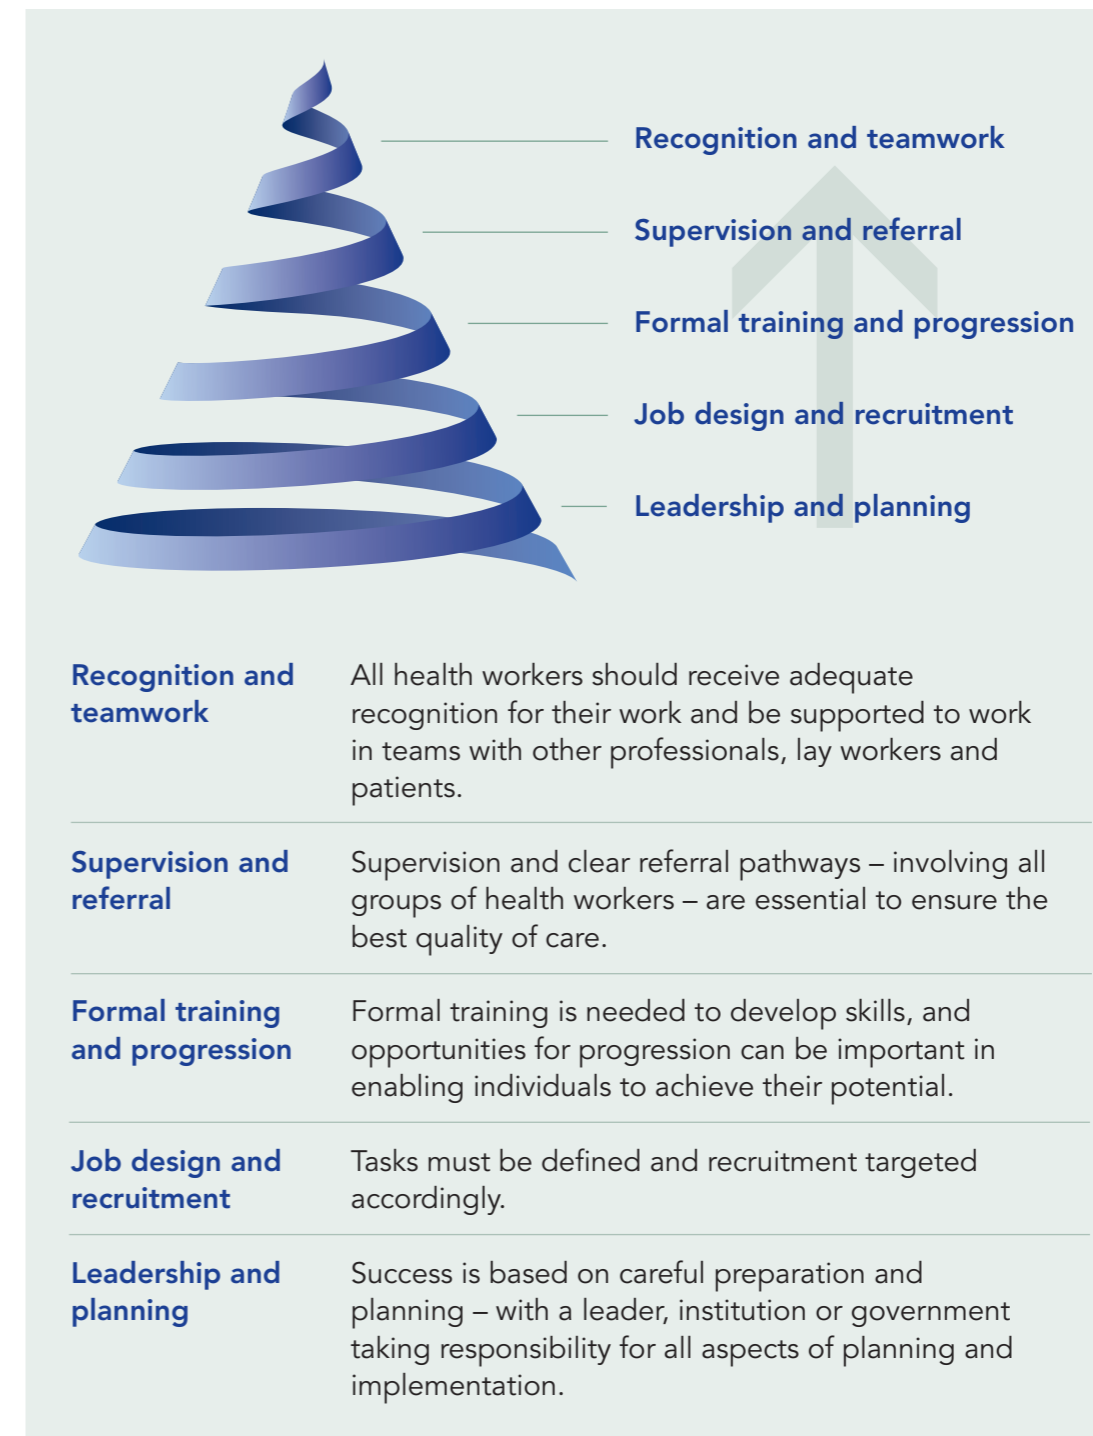 Recognition and teamwork
Supervision and referral
Formal training and progression
Job design and recruitment
Leadership and planning
Recognition and
teamwork
All health workers should receive adequate
recognition for their work and be supported to work
in teams with other professionals, lay workers and
patients.
Supervision and
referral
Supervision and clear referral pathways – involving all
groups of health workers – are essential to ensure the
best quality of care.
Formal training
and progression
Formal training is needed to develop skills, and
opportunities for progression can be important in
enabling individuals to achieve their potential.
Job design and
recruitment
Tasks must be defined and recruitment targeted
accordingly.
Leadership and
planning
Success is based on careful preparation and
planning – with a leader, institution or government
taking responsibility for all aspects of planning and
implementation.